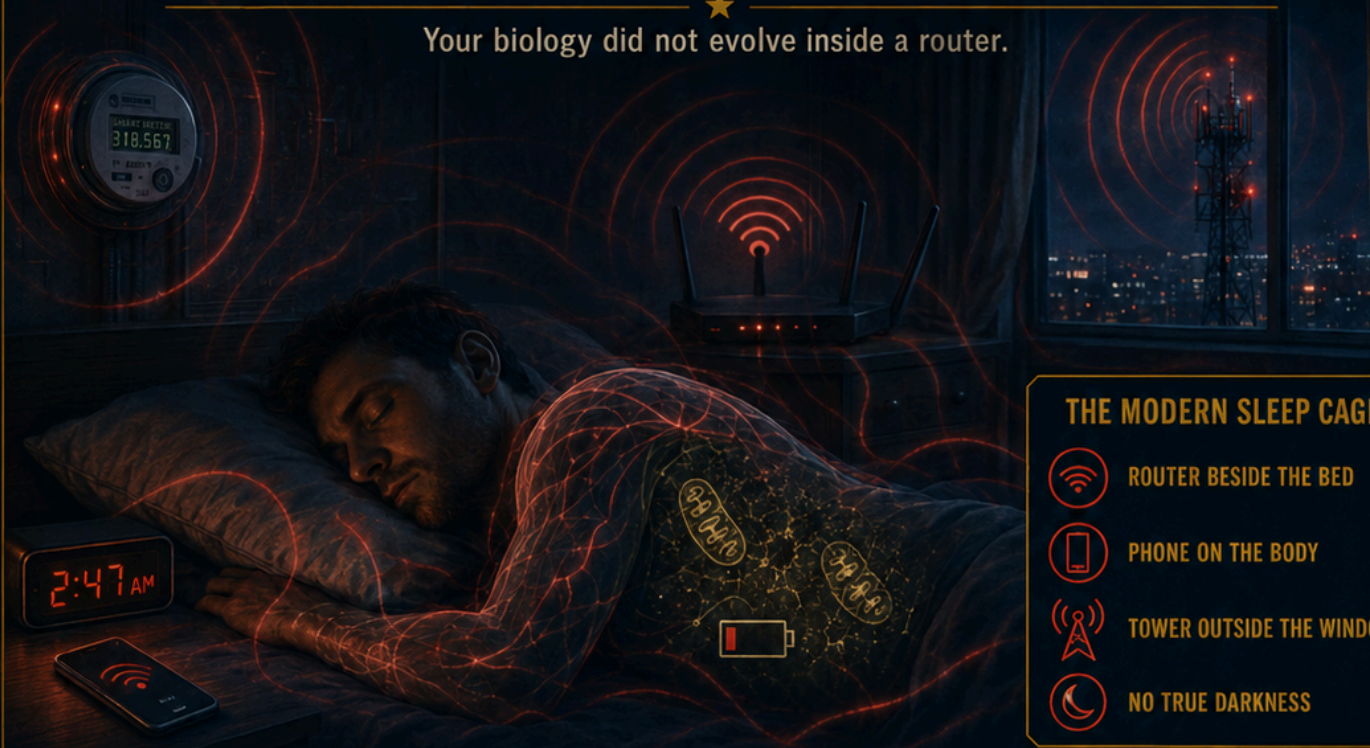 Your biology did not evolve inside a router.
SMART METER
318.567
2:47 AM
THE MODERN SLEEP CAG
ROUTER BESIDE THE BED
PHONE ON THE BODY
TOWER OUTSIDE THE WINDO
NO TRUE DARKNESS